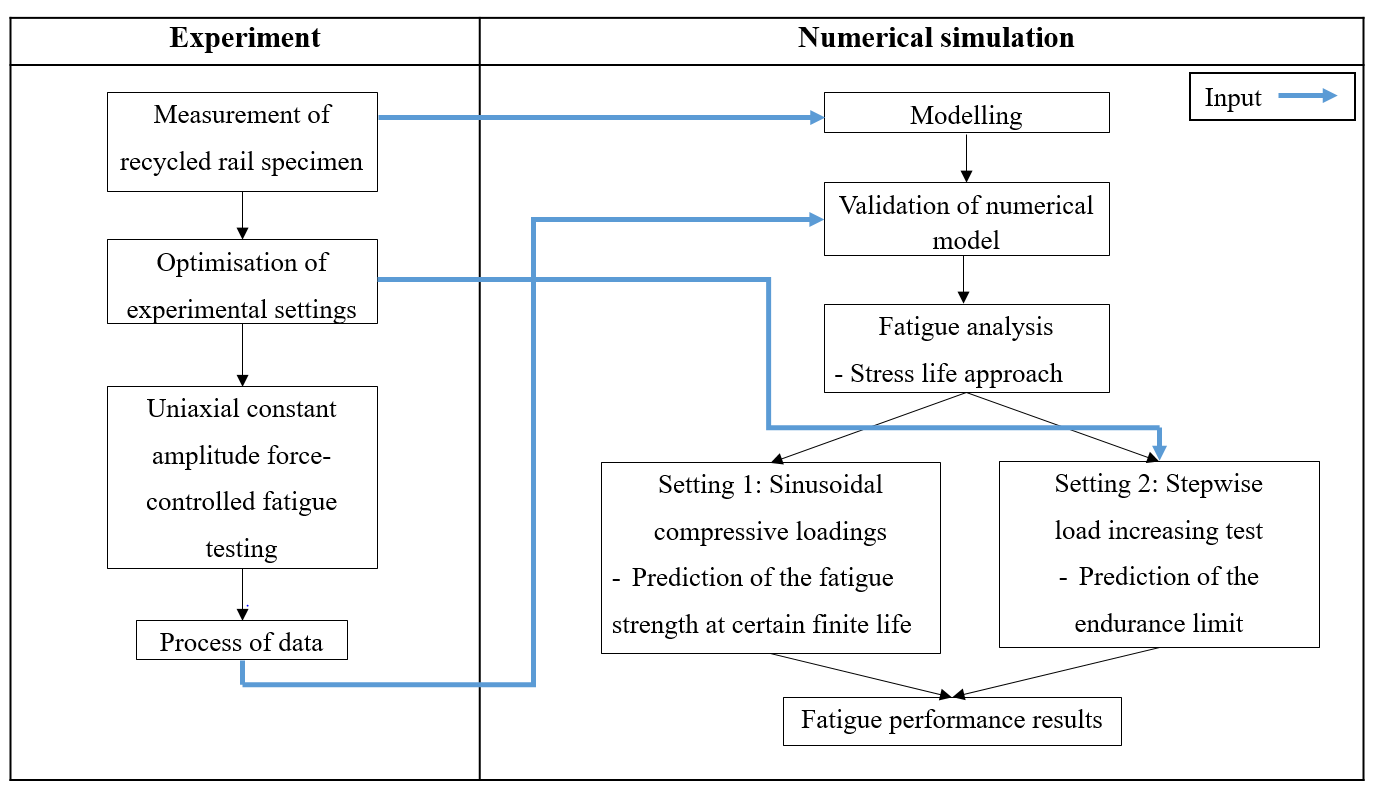 Experiment
Numerical simulation
Input
Measurement of
recycled rail specimen
Optimisation of
experimental settings
Uniaxial constant
amplitude force-
controlled fatigue
testing
Process of data
Modelling
Validation of numerical
model
Fatigue analysis
- Stress life approach
Setting 1: Sinusoidal
compressive loadings
- Prediction of the fatigue
strength at certain finite life
Setting 2: Stepwise
load increasing test
- Prediction of the
endurance limit
Fatigue performance results